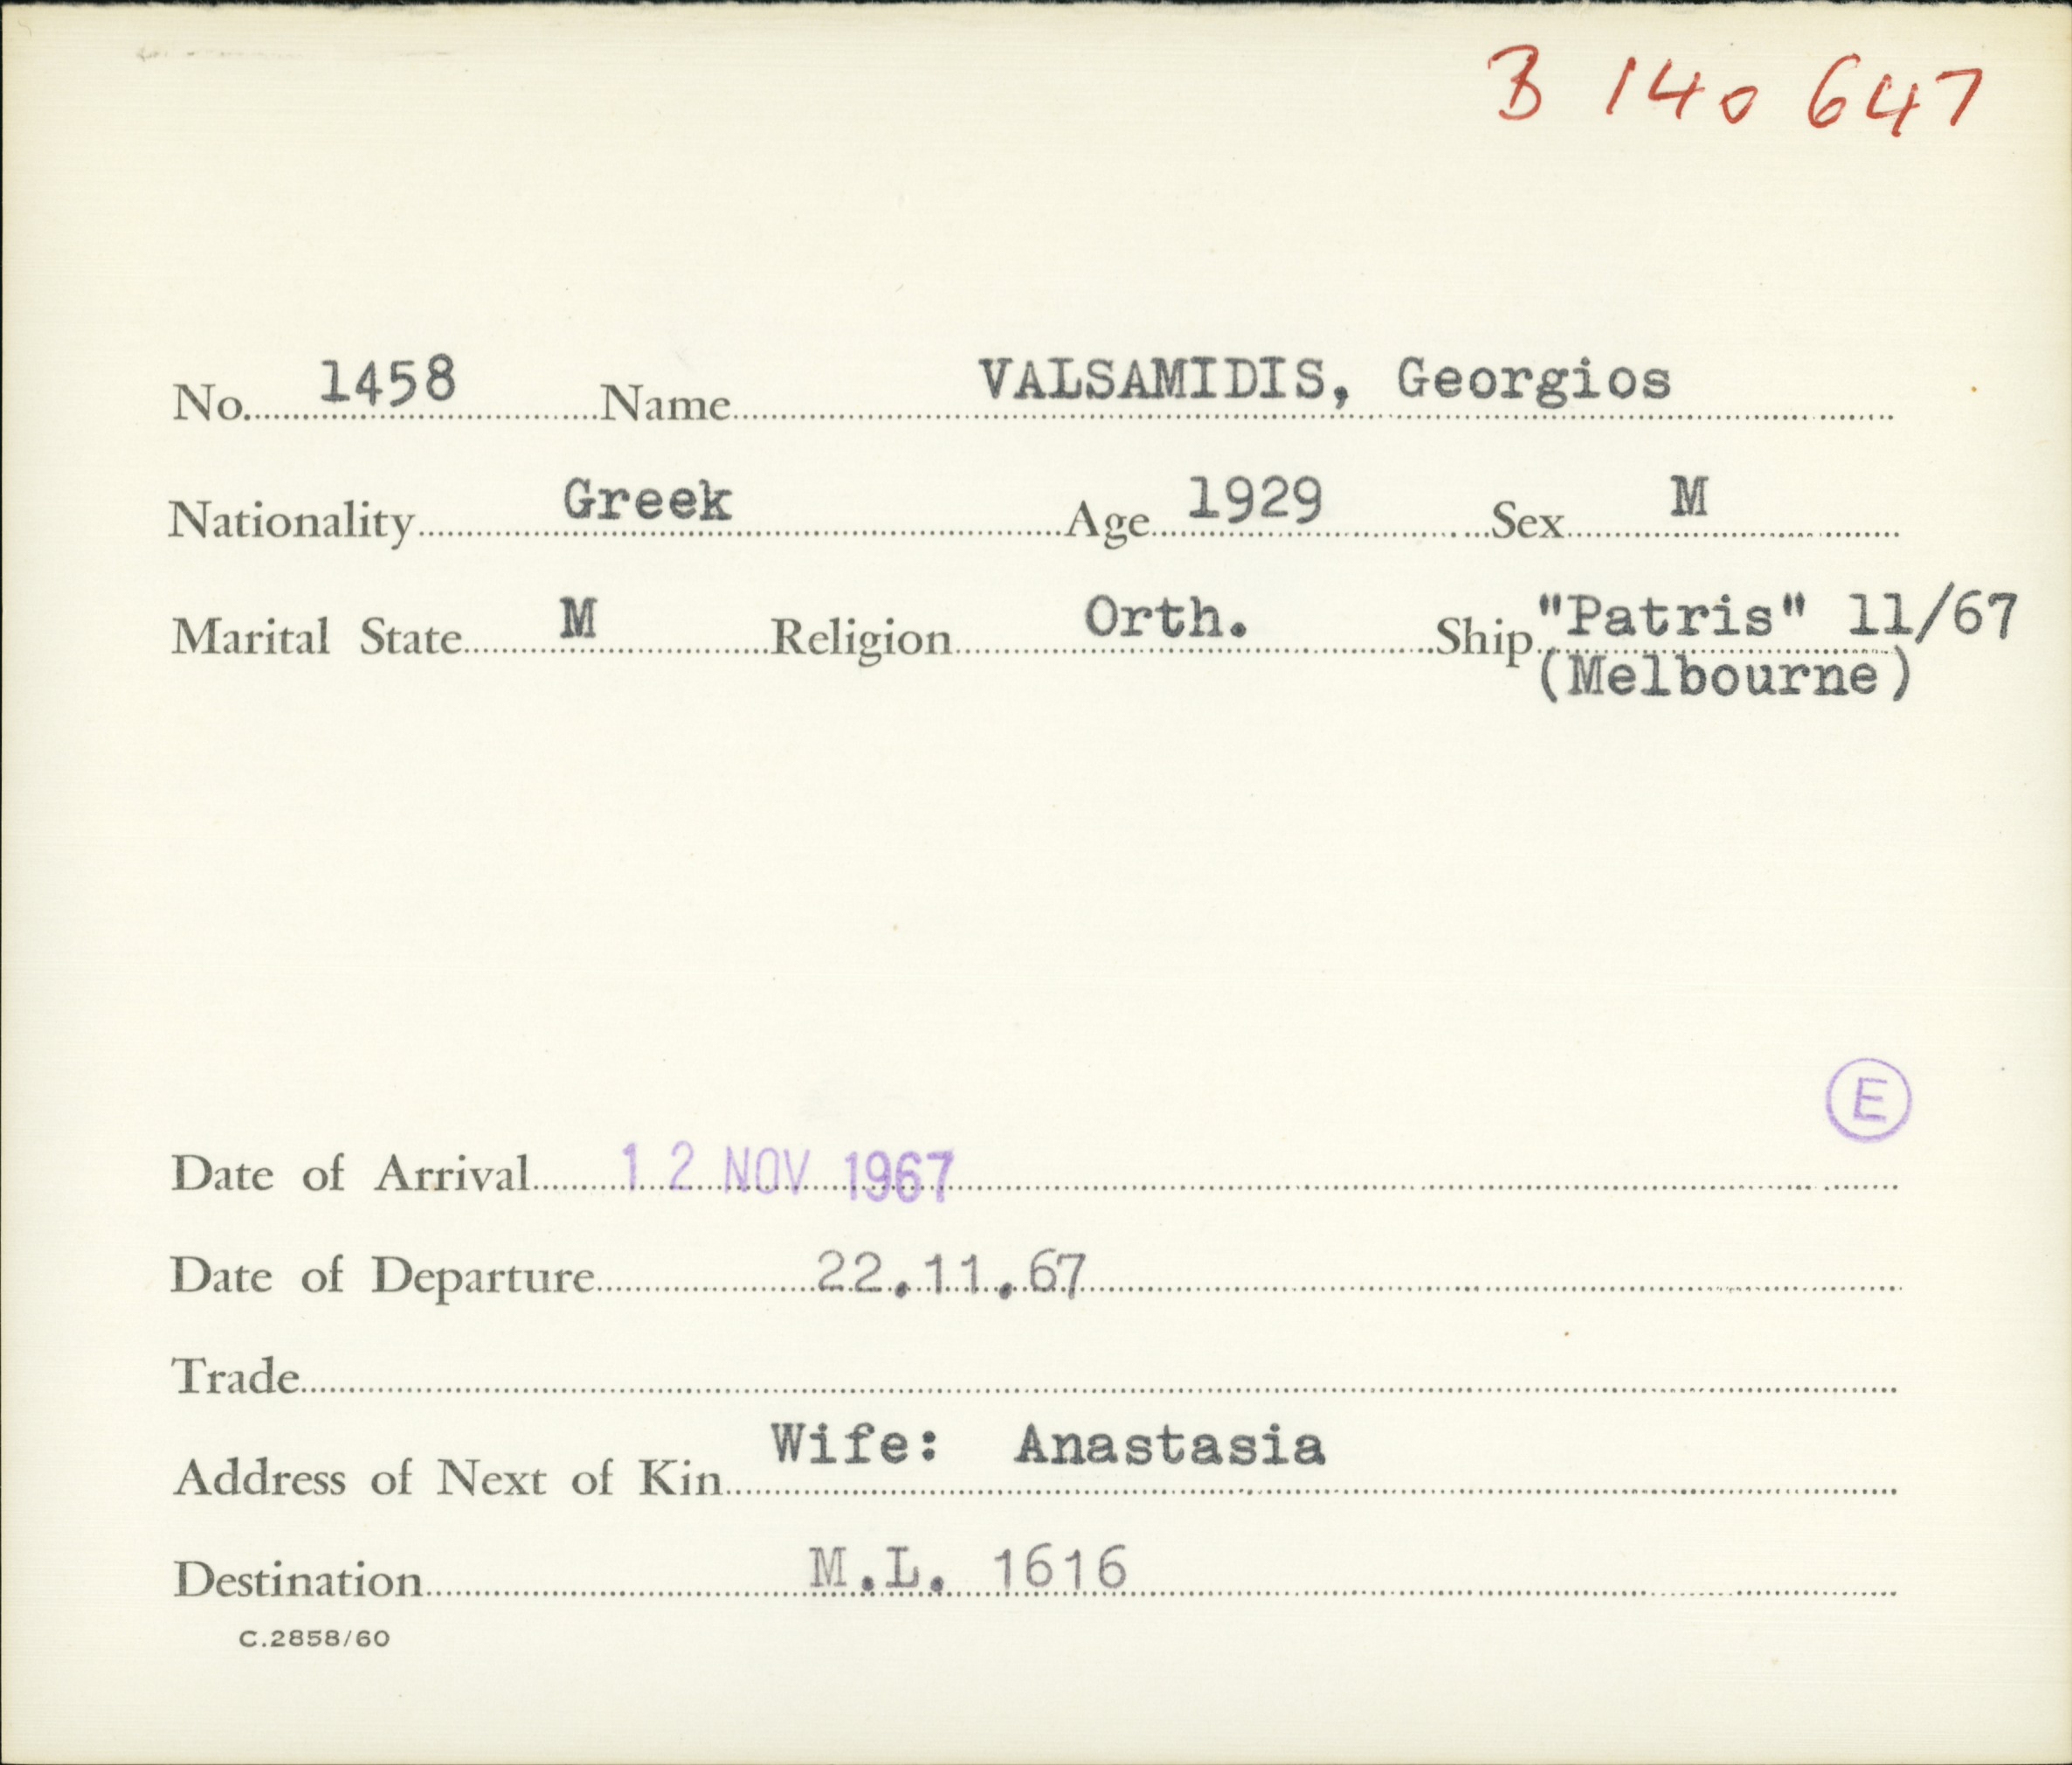 B 140 647
No. 1458 Name VALSAMIDIS, Georgios
Nationality Greek Age 1929 Sex M
Marital State M Religion Orth. Ship "Patris" 11/67
(Melbourne)
E
Date of Arrival 12 NOV 1967
Date of Departure 22.11.67
Trade
Address of Next of Kin Wife: Anastasia
Destination M.L. 1616
C.2858/60